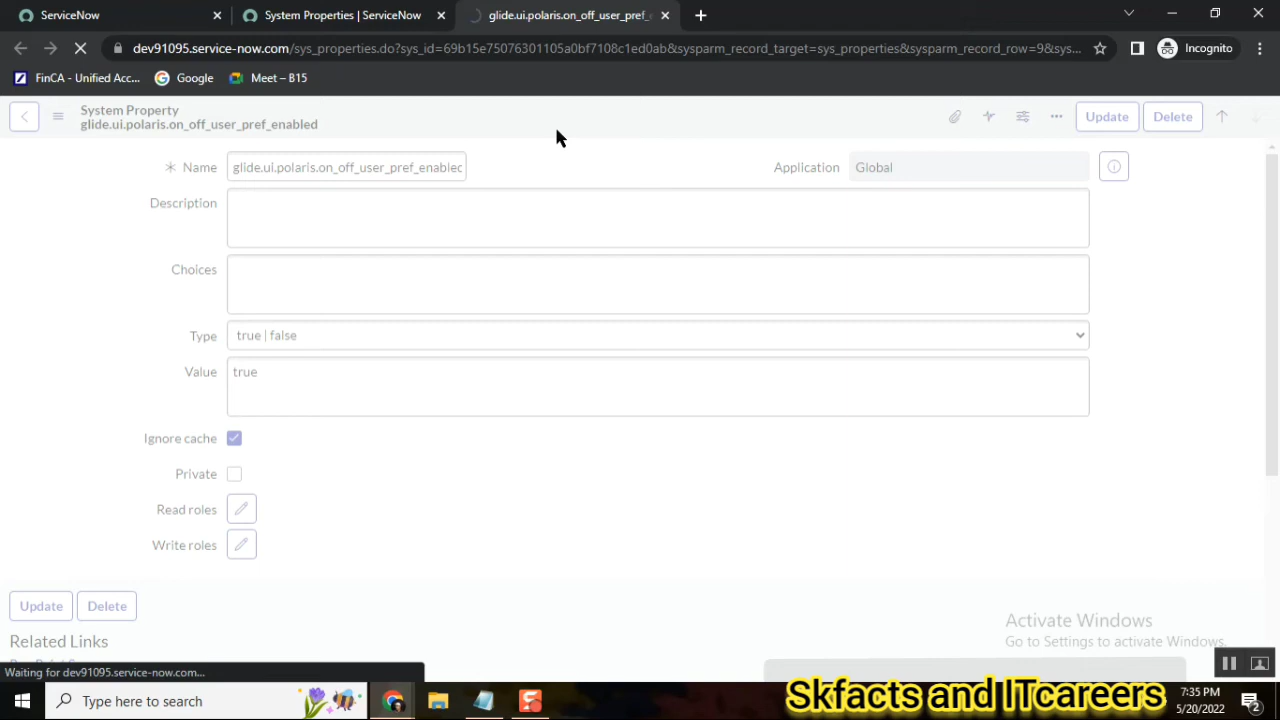 ServiceNow
System Properties | ServiceNow
glide.ui.polaris.on_off_user_pref_e
dev91095.service-now.com/sys_properties.do?sys_id=69b15e75076301105a0bf7108c1ed0ab&sysparm_record_target=sys_properties&sysparm_record_row=9&sys...
Incognito
FinCA - Unified Acc...
Google
Meet – B15
System Property
glide.ui.polaris.on_off_user_pref_enabled
Update
Delete
Name
glide.ui.polaris.on_off_user_pref_enabled
Application
Global
Description
Choices
Type
true | false
Value
true
Ignore cache
Private
Read roles
Write roles
Update
Delete
Activate Windows
Go to Settings to activate Windows.
Related Links
Waiting for dev91095.service-now.com...
Type here to search
Skfacts and ITcareers
7:35 PM
5/20/2022
2